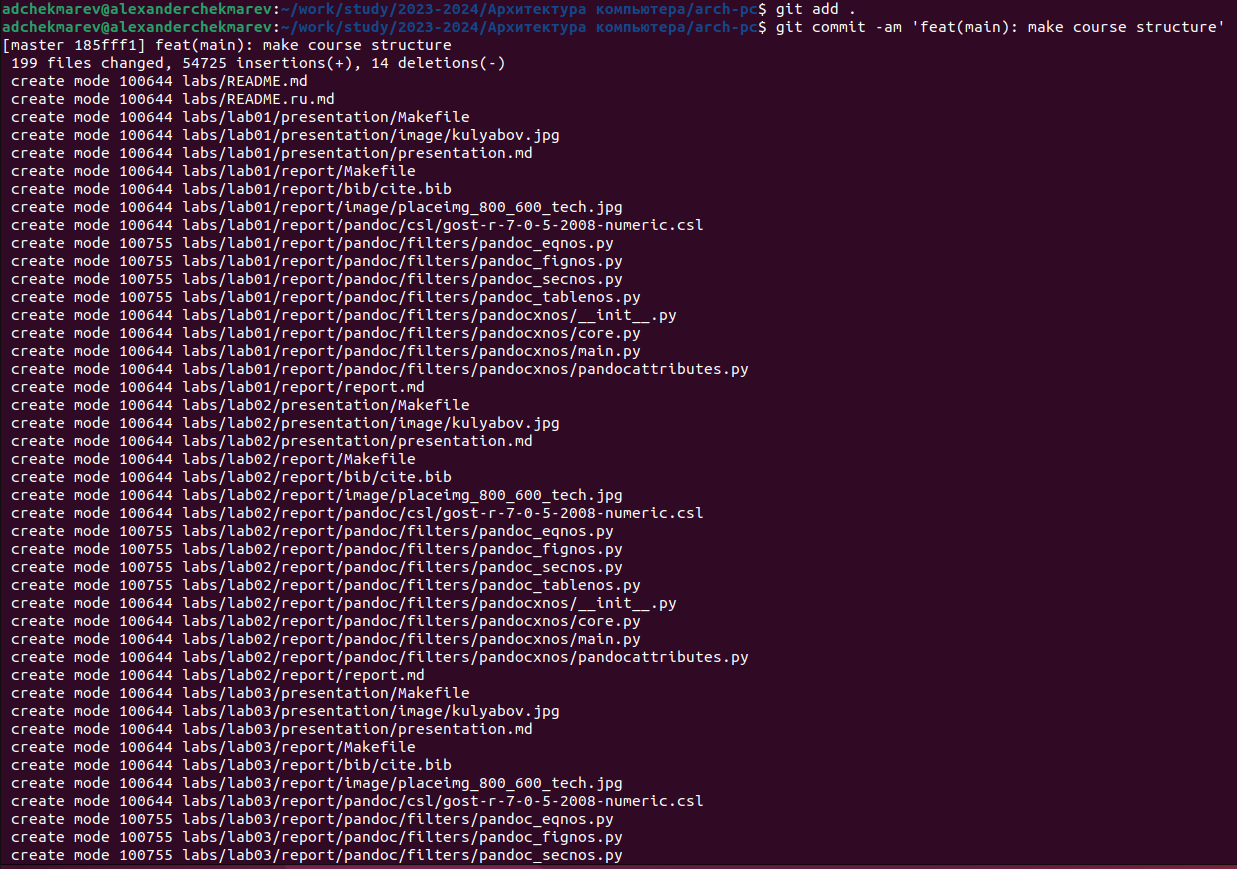 adchekmarev@alexanderchekmarev:~/work/study/2023-2024/Архитектура компьютера/arch-pc$ git add .
adchekmarev@alexanderchekmarev:~/work/study/2023-2024/Архитектура компьютера/arch-pc$ git commit -am 'feat(main): make course structure'
[master 185fff1] feat(main): make course structure
 199 files changed, 54725 insertions(+), 14 deletions(-)
 create mode 100644 labs/README.md
 create mode 100644 labs/README.ru.md
 create mode 100644 labs/lab01/presentation/Makefile
 create mode 100644 labs/lab01/presentation/image/kulyabov.jpg
 create mode 100644 labs/lab01/presentation/presentation.md
 create mode 100644 labs/lab01/report/Makefile
 create mode 100644 labs/lab01/report/bib/cite.bib
 create mode 100644 labs/lab01/report/image/placeimg_800_600_tech.jpg
 create mode 100644 labs/lab01/report/pandoc/csl/gost-r-7-0-5-2008-numeric.csl
 create mode 100755 labs/lab01/report/pandoc/filters/pandoc_eqnos.py
 create mode 100755 labs/lab01/report/pandoc/filters/pandoc_fignos.py
 create mode 100755 labs/lab01/report/pandoc/filters/pandoc_secnos.py
 create mode 100755 labs/lab01/report/pandoc/filters/pandoc_tablenos.py
 create mode 100644 labs/lab01/report/pandoc/filters/pandocxnos/__init__.py
 create mode 100644 labs/lab01/report/pandoc/filters/pandocxnos/core.py
 create mode 100644 labs/lab01/report/pandoc/filters/pandocxnos/main.py
 create mode 100644 labs/lab01/report/pandoc/filters/pandocxnos/pandocattributes.py
 create mode 100644 labs/lab01/report/report.md
 create mode 100644 labs/lab02/presentation/Makefile
 create mode 100644 labs/lab02/presentation/image/kulyabov.jpg
 create mode 100644 labs/lab02/presentation/presentation.md
 create mode 100644 labs/lab02/report/Makefile
 create mode 100644 labs/lab02/report/bib/cite.bib
 create mode 100644 labs/lab02/report/image/placeimg_800_600_tech.jpg
 create mode 100644 labs/lab02/report/pandoc/csl/gost-r-7-0-5-2008-numeric.csl
 create mode 100755 labs/lab02/report/pandoc/filters/pandoc_eqnos.py
 create mode 100755 labs/lab02/report/pandoc/filters/pandoc_fignos.py
 create mode 100755 labs/lab02/report/pandoc/filters/pandoc_secnos.py
 create mode 100755 labs/lab02/report/pandoc/filters/pandoc_tablenos.py
 create mode 100644 labs/lab02/report/pandoc/filters/pandocxnos/__init__.py
 create mode 100644 labs/lab02/report/pandoc/filters/pandocxnos/core.py
 create mode 100644 labs/lab02/report/pandoc/filters/pandocxnos/main.py
 create mode 100644 labs/lab02/report/pandoc/filters/pandocxnos/pandocattributes.py
 create mode 100644 labs/lab02/report/report.md
 create mode 100644 labs/lab03/presentation/Makefile
 create mode 100644 labs/lab03/presentation/image/kulyabov.jpg
 create mode 100644 labs/lab03/presentation/presentation.md
 create mode 100644 labs/lab03/report/Makefile
 create mode 100644 labs/lab03/report/bib/cite.bib
 create mode 100644 labs/lab03/report/image/placeimg_800_600_tech.jpg
 create mode 100644 labs/lab03/report/pandoc/csl/gost-r-7-0-5-2008-numeric.csl
 create mode 100755 labs/lab03/report/pandoc/filters/pandoc_eqnos.py
 create mode 100755 labs/lab03/report/pandoc/filters/pandoc_fignos.py
 create mode 100755 labs/lab03/report/pandoc/filters/pandoc_secnos.py